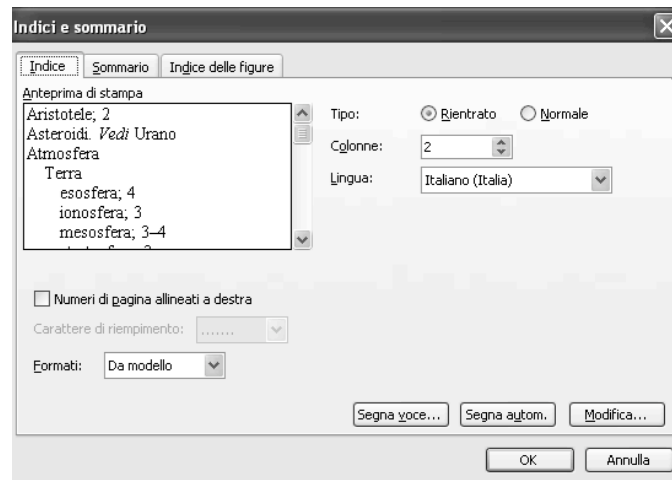 Indici e sommario
Indice Sommario Indice delle figure
Anteprima di stampa
Aristotele; 2
Asteroidi. Vedi Urano
Atmosfera
Terra
esosfera; 4
ionosfera; 3
mesosfera; 3–4
Tipo: Rientrato Normale
Colonne: 2
Lingua: Italiano (Italia)
Numeri di pagina allineati a destra
Carattere di riempimento: .......
Formati: Da modello
Segna voce... Segna autom. Modifica...
OK Annulla